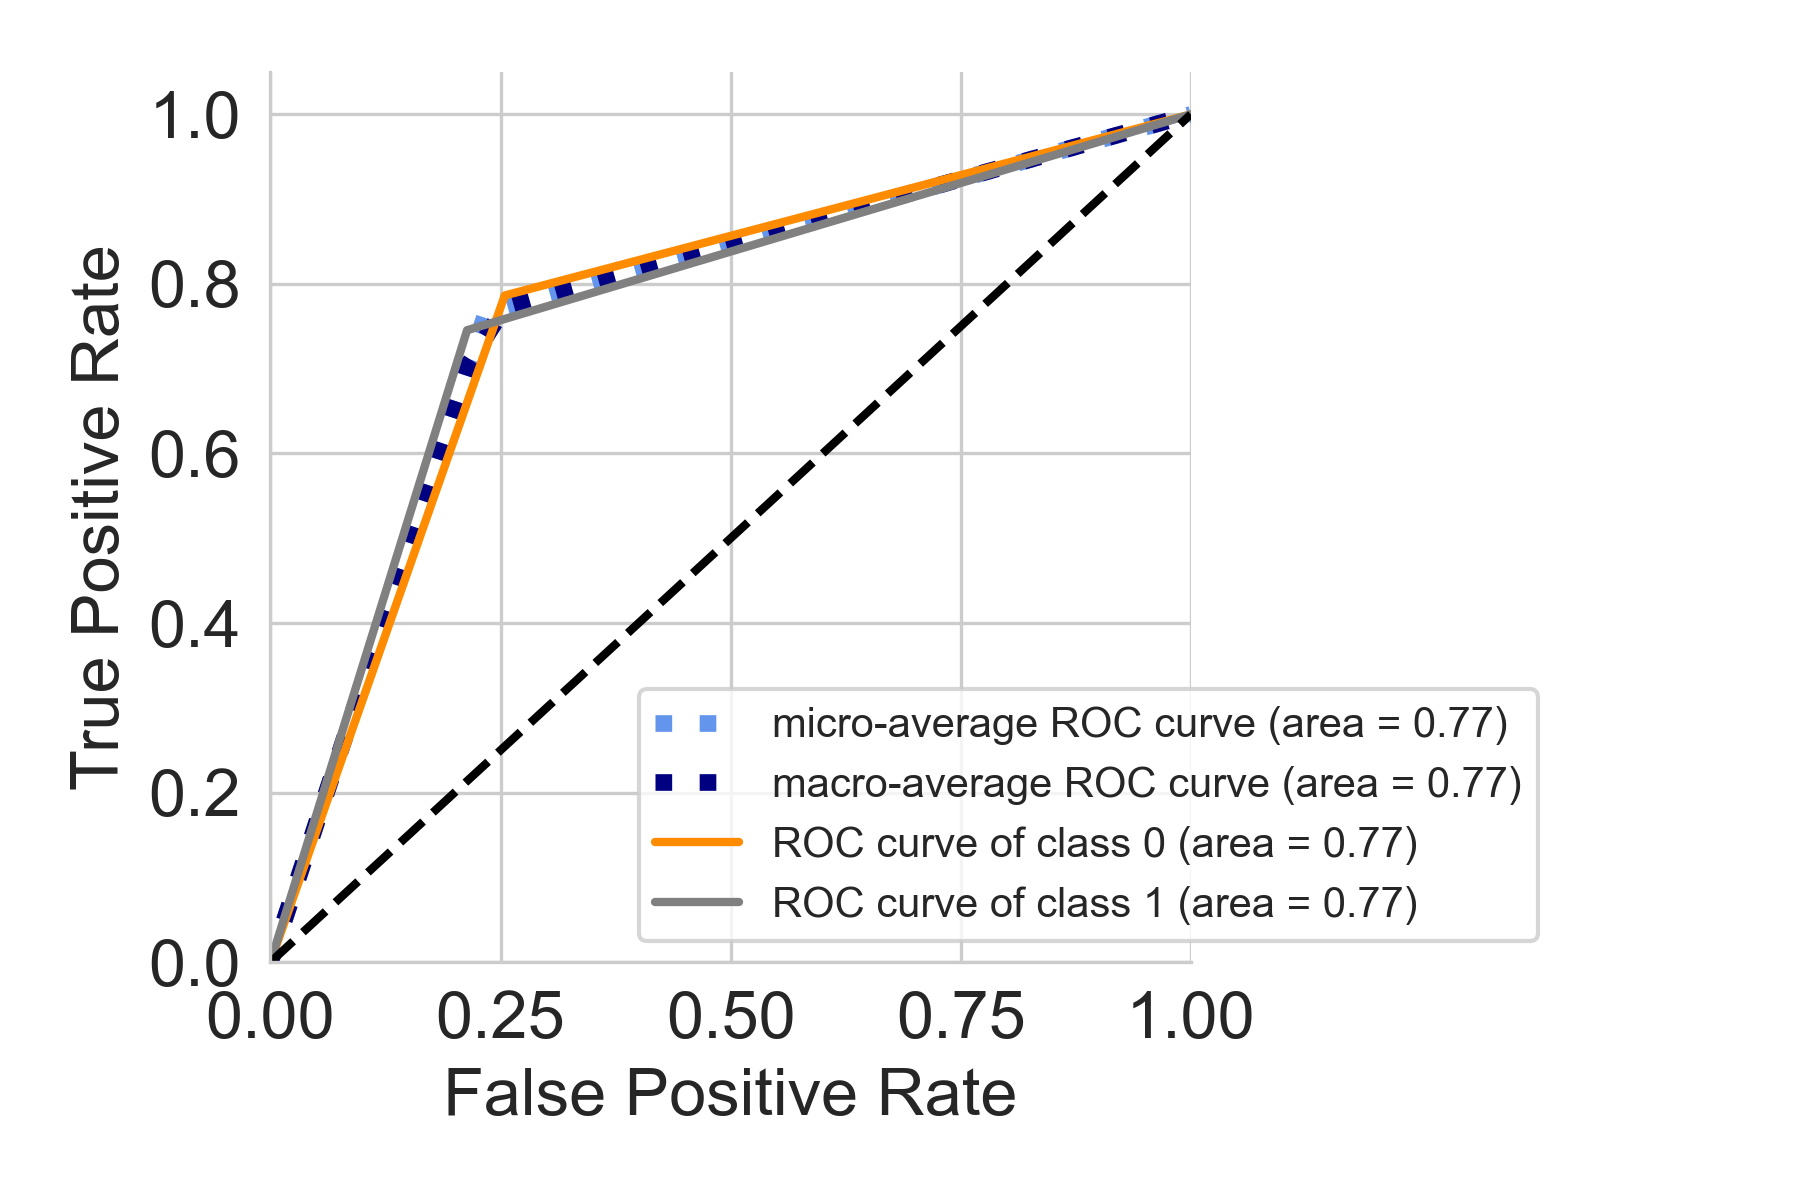 True Positive Rate
1.0
0.8
0.6
0.4
0.2
0.0
0.00 0.25 0.50 0.75 1.00
False Positive Rate
micro-average ROC curve (area = 0.77)
macro-average ROC curve (area = 0.77)
ROC curve of class 0 (area = 0.77)
ROC curve of class 1 (area = 0.77)